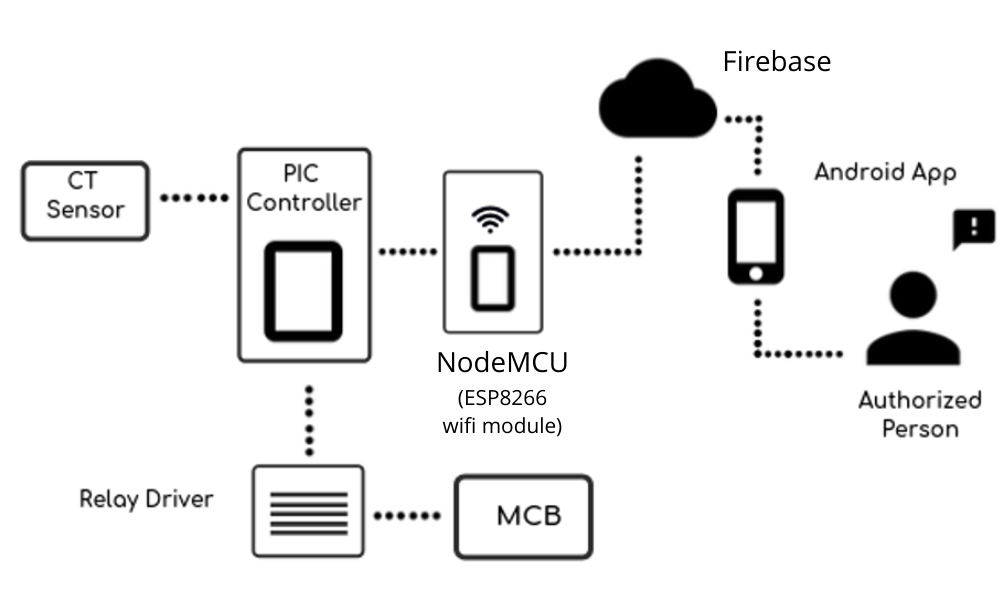 Firebase
CT
Sensor
PIC
Controller
Android App
NodeMCU
(ESP8266
wifi module)
Authorized
Person
Relay Driver
MCB